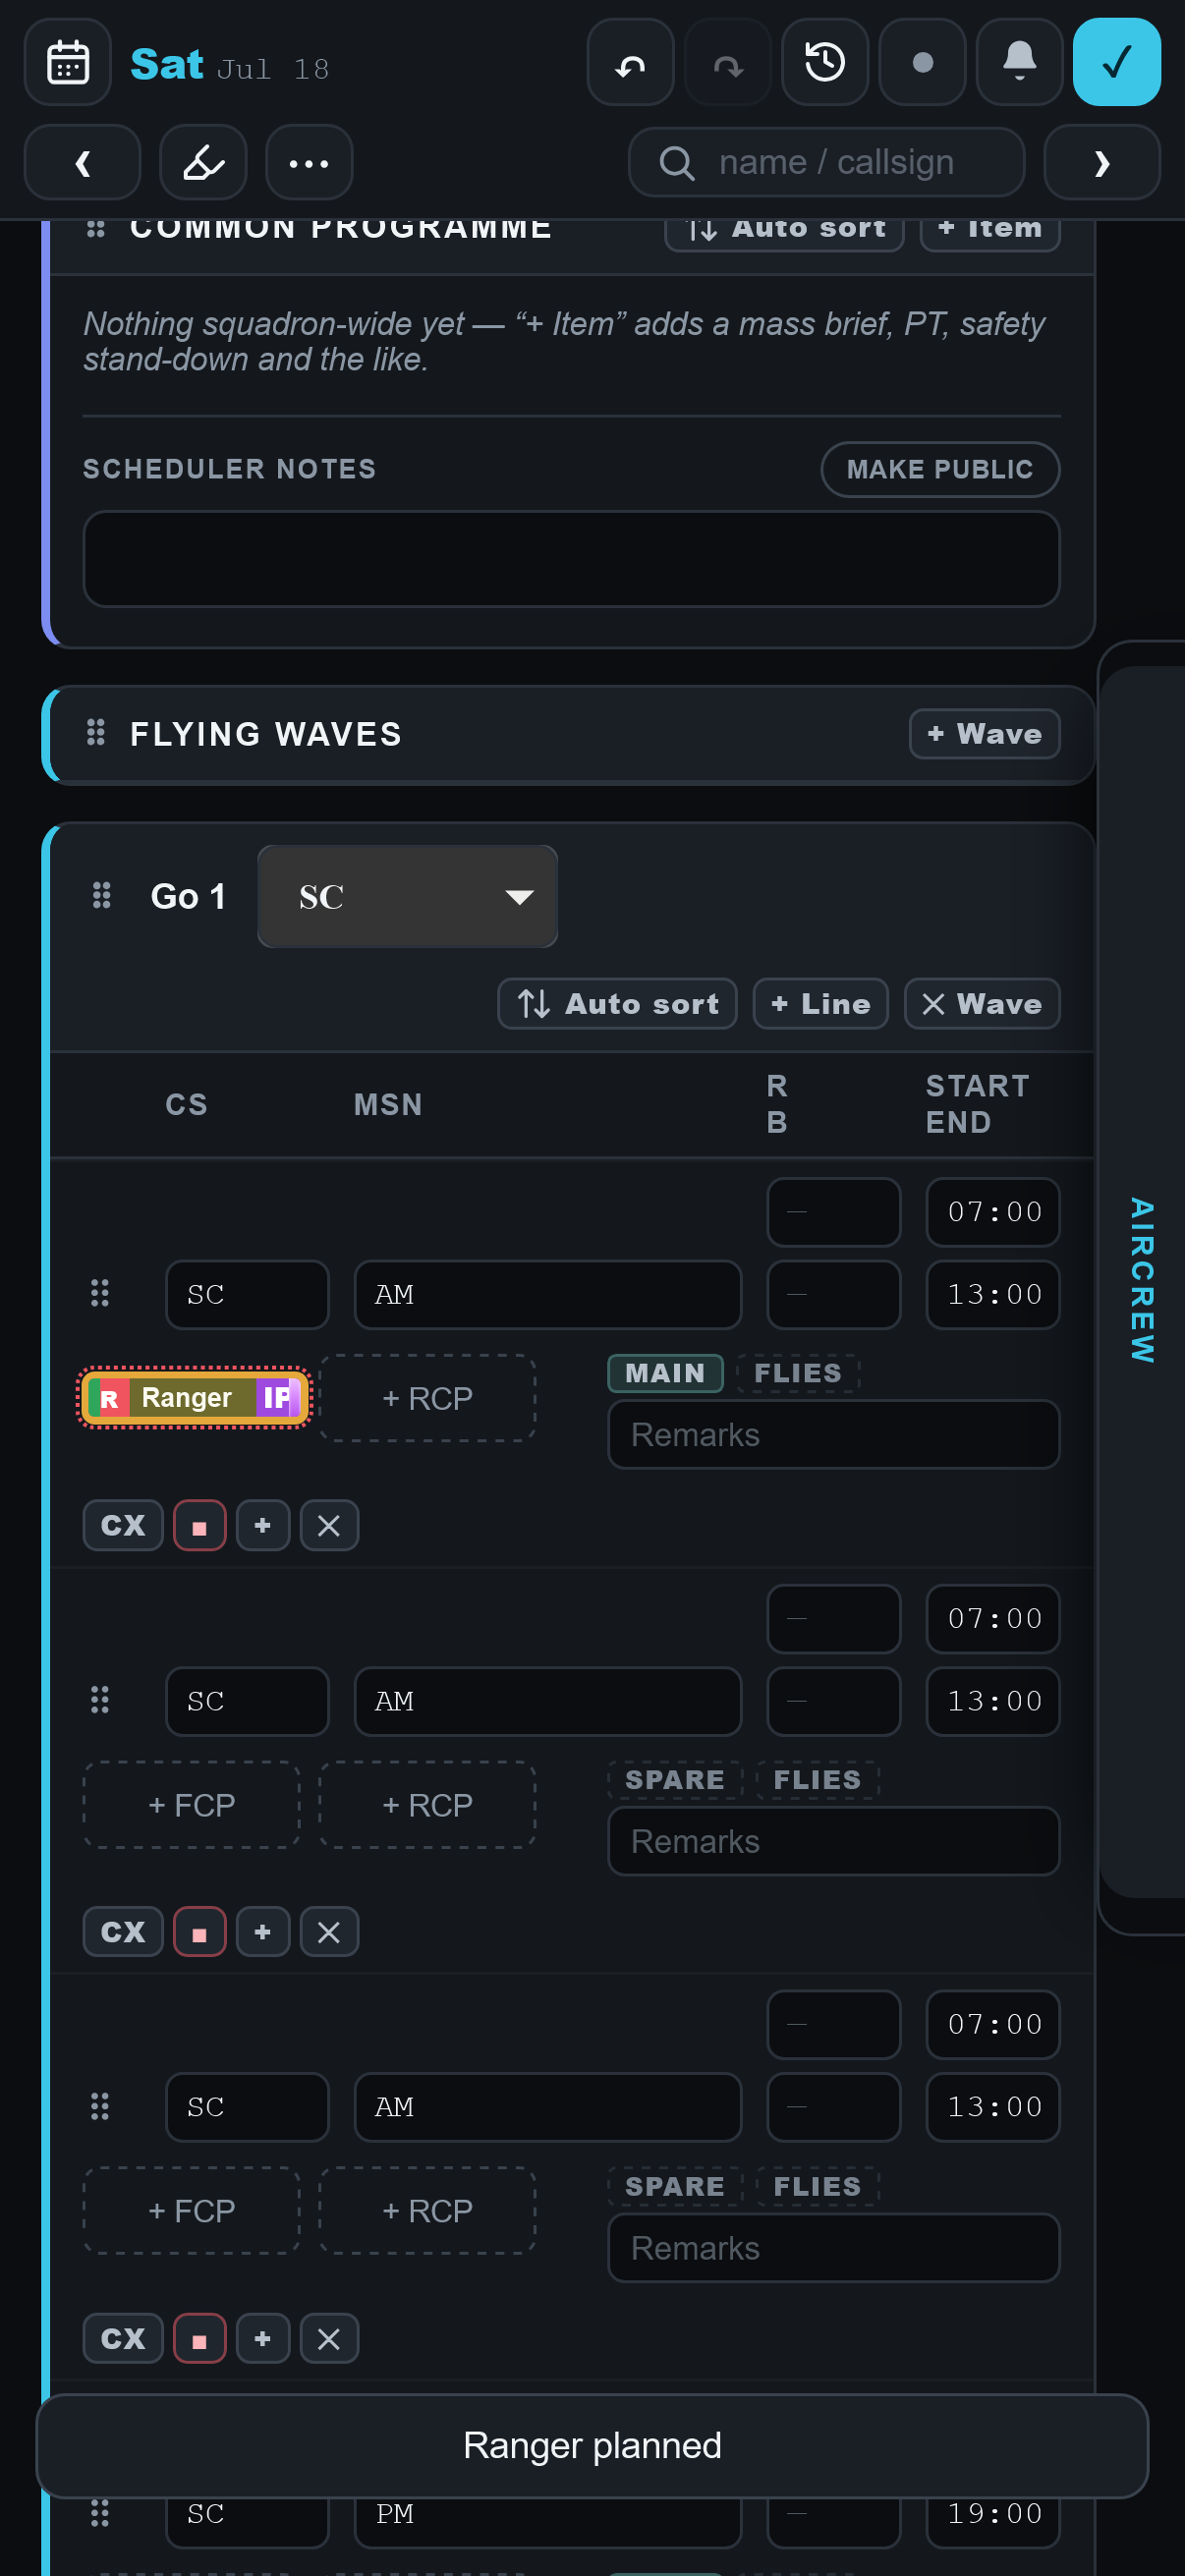 Sat Jul 18
name / callsign
COMMON PROGRAMME
Auto sort
+ Item
Nothing squadron-wide yet — “+ Item” adds a mass brief, PT, safety
stand-down and the like.
SCHEDULER NOTES
MAKE PUBLIC
FLYING WAVES
+ Wave
Go 1
SC
Auto sort
+ Line
× Wave
CS
MSN
R
B
START
END
— 07:00
SC
AM
— 13:00
R Ranger IP
+ RCP
MAIN
FLIES
Remarks
CX
+
×
— 07:00
SC
AM
— 13:00
+ FCP
+ RCP
SPARE
FLIES
Remarks
CX
+
×
— 07:00
SC
AM
— 13:00
+ FCP
+ RCP
SPARE
FLIES
Remarks
CX
+
×
Ranger planned
SC
PM
— 19:00
AIRCREW